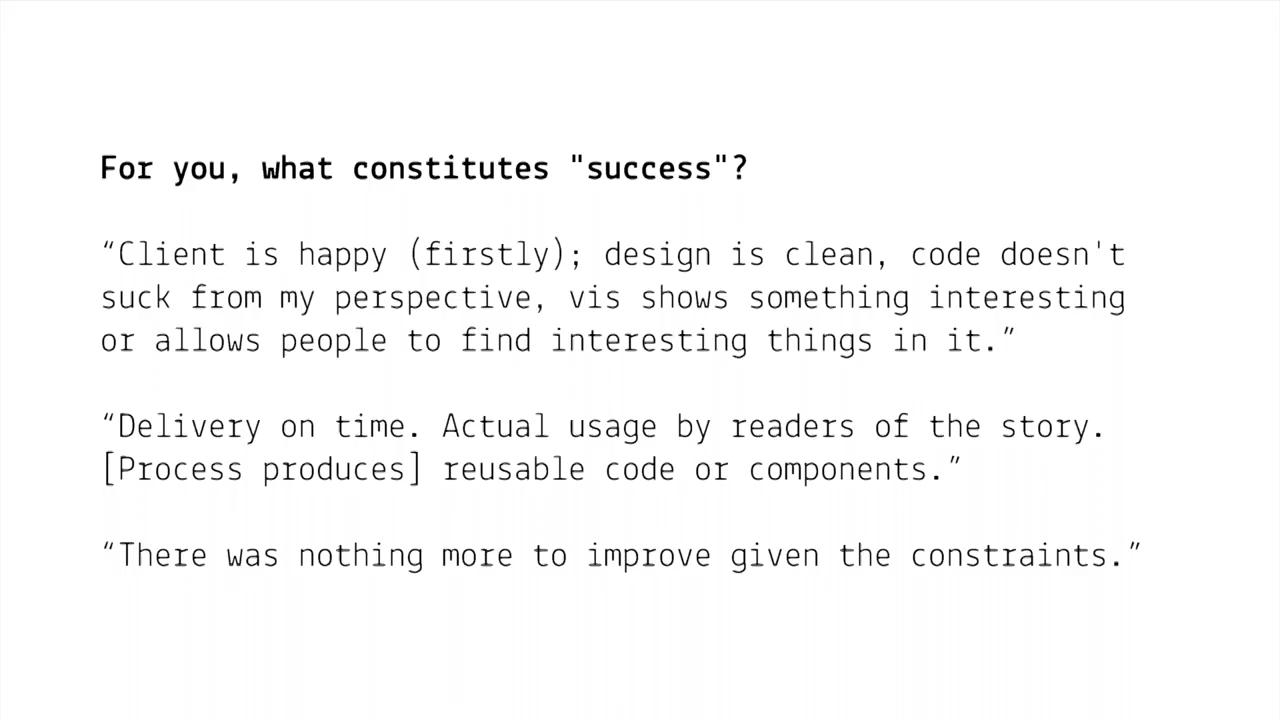 For you, what constitutes "success"?
“Client is happy (firstly); design is clean, code doesn't
suck from my perspective, vis shows something interesting
or allows people to find interesting things in it.”
“Delivery on time. Actual usage by readers of the story.
[Process produces] reusable code or components.”
“There was nothing more to improve given the constraints.”